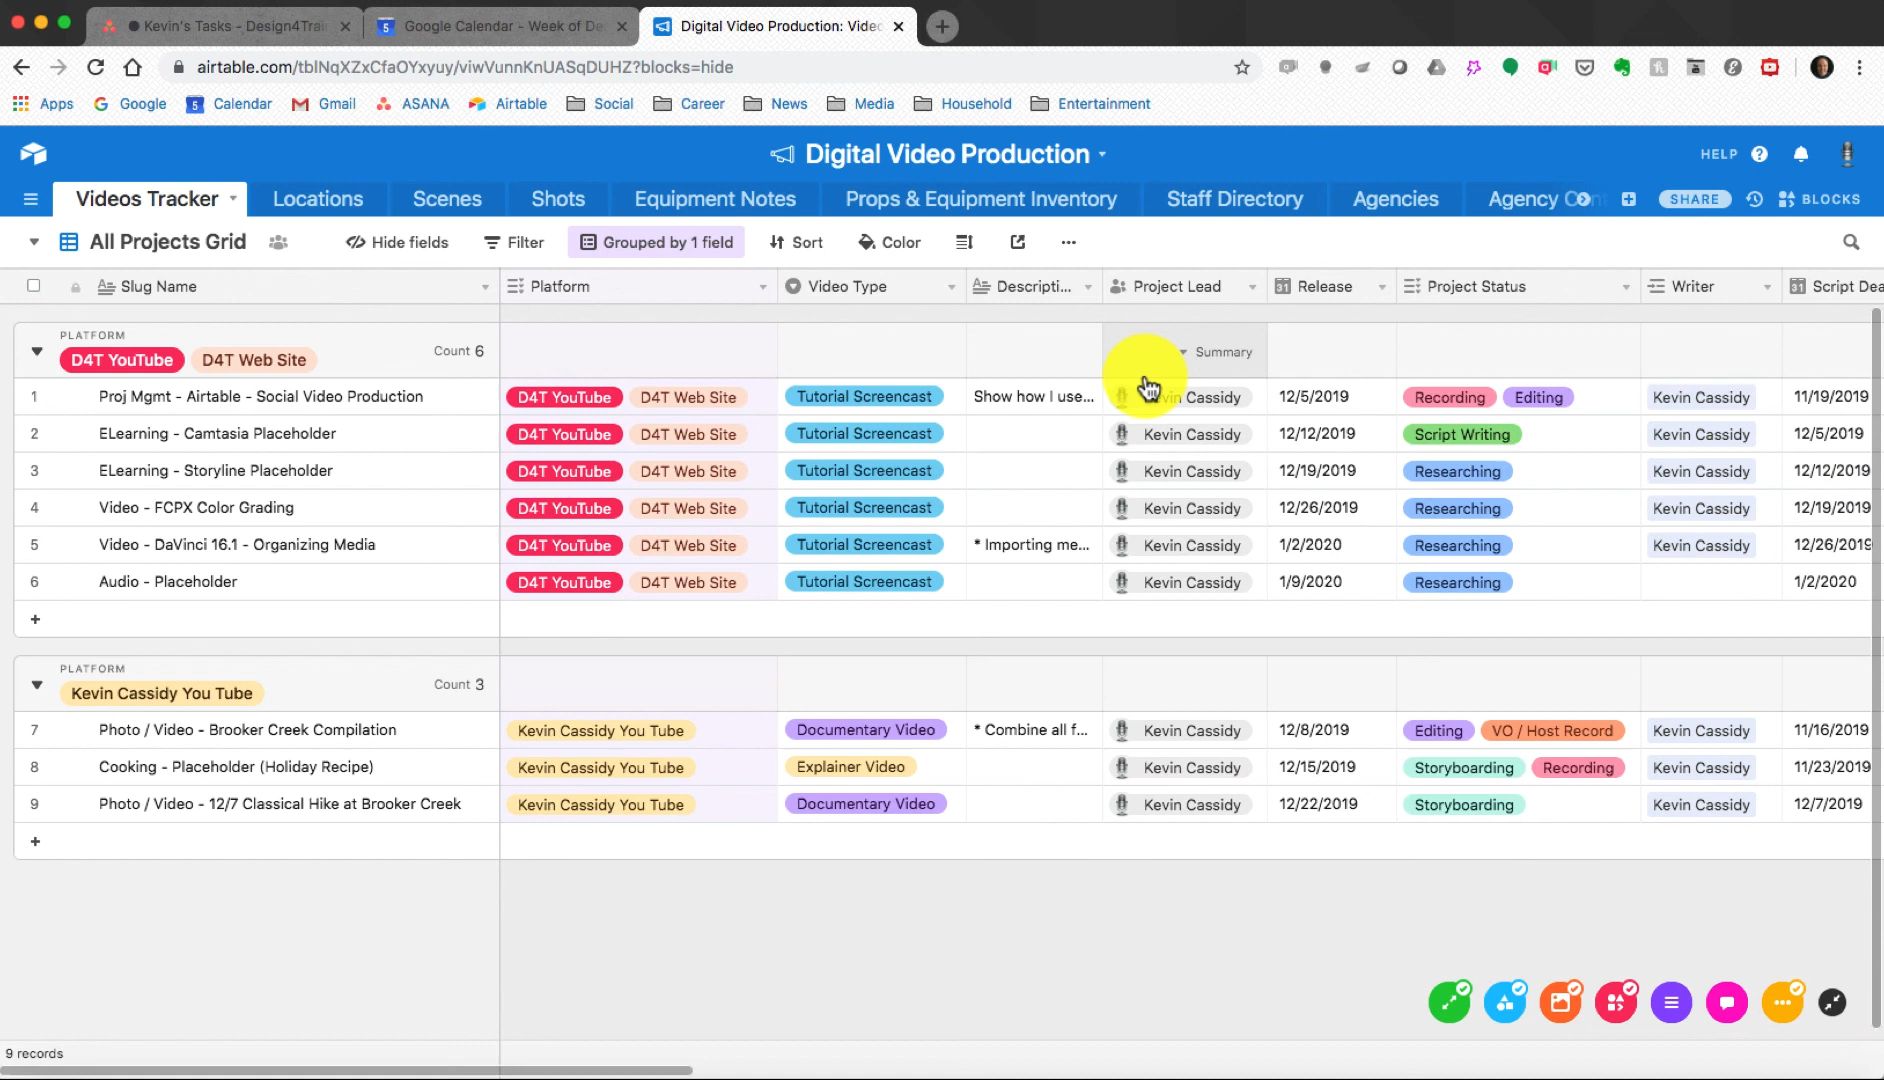 Kevin's Tasks - Design4Trai
Google Calendar - Week of De
Digital Video Production: Video
airtable.com/tblNqXZxCfaOYxyuy/viwVunnKnUASqDUHZ?blocks=hide
Apps Google Calendar Gmail ASANA Airtable Social Career News Media Household Entertainment
Digital Video Production
HELP
Videos Tracker Locations Scenes Shots Equipment Notes Props & Equipment Inventory Staff Directory Agencies Agency Con SHARE BLOCKS
All Projects Grid Hide fields Filter Grouped by 1 field Sort Color
Slug Name Platform Video Type Descripti... Project Lead Release Project Status Writer Script Dea
PLATFORM
D4T YouTube D4T Web Site Count 6 Summary
1 Proj Mgmt - Airtable - Social Video Production D4T YouTube D4T Web Site Tutorial Screencast Show how I use... Kevin Cassidy 12/5/2019 Recording Editing Kevin Cassidy 11/19/2019
2 ELearning - Camtasia Placeholder D4T YouTube D4T Web Site Tutorial Screencast Kevin Cassidy 12/12/2019 Script Writing Kevin Cassidy 12/5/2019
3 ELearning - Storyline Placeholder D4T YouTube D4T Web Site Tutorial Screencast Kevin Cassidy 12/19/2019 Researching Kevin Cassidy 12/12/2019
4 Video - FCPX Color Grading D4T YouTube D4T Web Site Tutorial Screencast Kevin Cassidy 12/26/2019 Researching Kevin Cassidy 12/19/2019
5 Video - DaVinci 16.1 - Organizing Media D4T YouTube D4T Web Site Tutorial Screencast * Importing me... Kevin Cassidy 1/2/2020 Researching Kevin Cassidy 12/26/2019
6 Audio - Placeholder D4T YouTube D4T Web Site Tutorial Screencast Kevin Cassidy 1/9/2020 Researching 1/2/2020
+
PLATFORM
Kevin Cassidy You Tube Count 3
7 Photo / Video - Brooker Creek Compilation Kevin Cassidy You Tube Documentary Video * Combine all f... Kevin Cassidy 12/8/2019 Editing VO / Host Record Kevin Cassidy 11/16/2019
8 Cooking - Placeholder (Holiday Recipe) Kevin Cassidy You Tube Explainer Video Kevin Cassidy 12/15/2019 Storyboarding Recording Kevin Cassidy 11/23/2019
9 Photo / Video - 12/7 Classical Hike at Brooker Creek Kevin Cassidy You Tube Documentary Video Kevin Cassidy 12/22/2019 Storyboarding Kevin Cassidy 12/7/2019
+
9 records